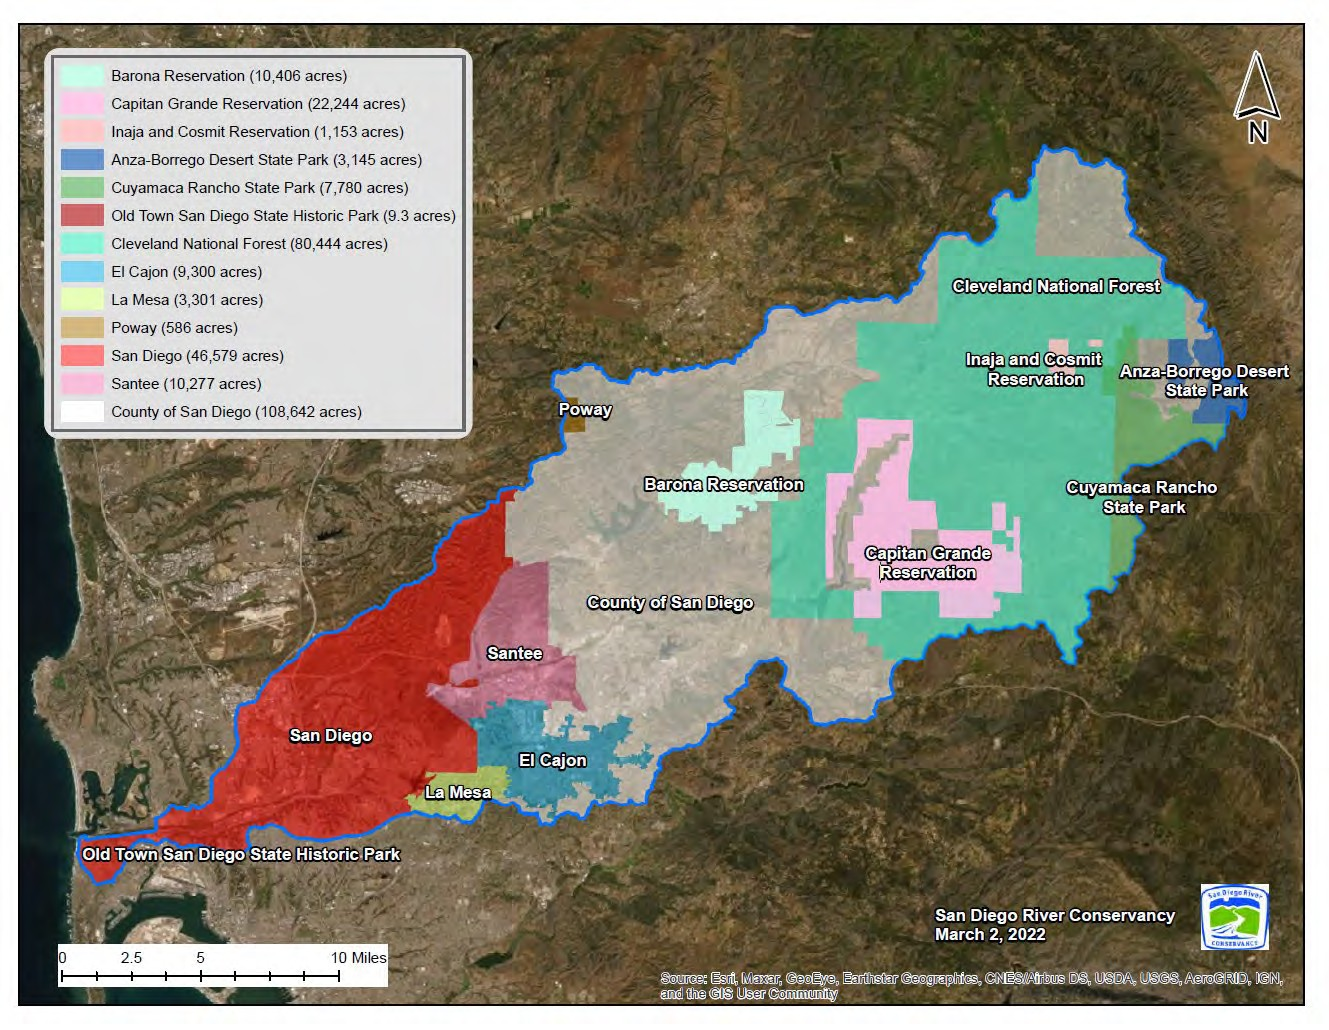 Barona Reservation (10,406 acres)
Capitan Grande Reservation (22,244 acres)
Inaja and Cosmit Reservation (1,153 acres)
Anza-Borrego Desert State Park (3,145 acres)
Cuyamaca Rancho State Park (7,780 acres)
Old Town San Diego State Historic Park (9.3 acres)
Cleveland National Forest (80,444 acres)
El Cajon (9,300 acres)
La Mesa (3,301 acres)
Poway (586 acres)
San Diego (46,579 acres)
Santee (10,277 acres)
County of San Diego (108,642 acres)
N
Cleveland National Forest
Inaja and Cosmit
Reservation
Anza-Borrego Desert
State Park
Poway
Barona Reservation
Cuyamaca Rancho
State Park
Capitan Grande
Reservation
County of San Diego
Santee
San Diego
El Cajon
La Mesa
Old Town San Diego State Historic Park
San Diego River
CONSERVANCY
San Diego River Conservancy
March 2, 2022
0 2.5 5 10 Miles
Source: Esri, Maxar, GeoEye, Earthstar Geographics, CNES/Airbus DS, USDA, USGS, AeroGRID, IGN,
and the GIS User Community